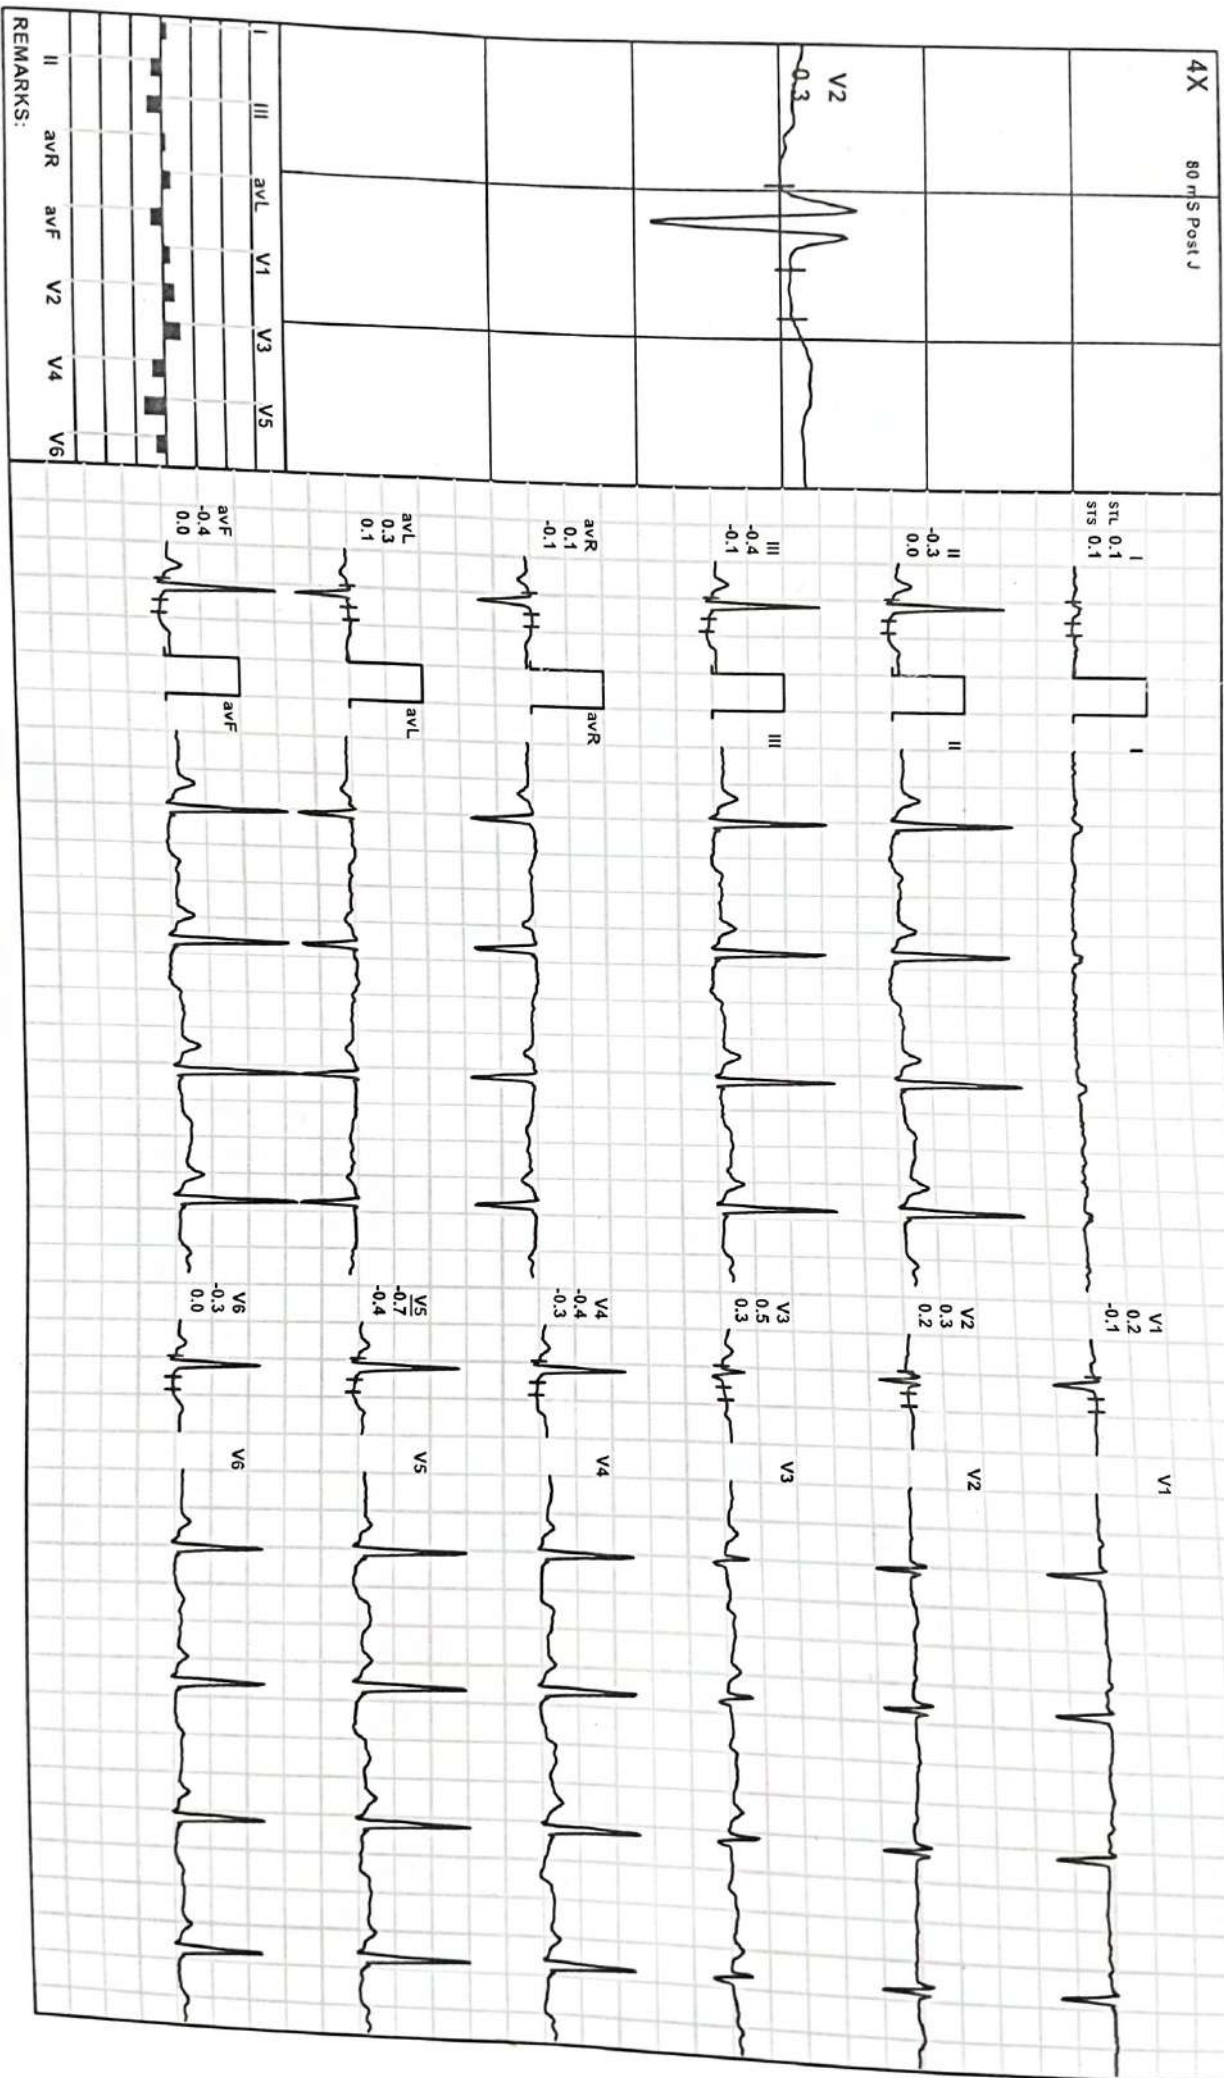 4X 80 mS Post J
V2
0.3
I III avL V1 V3 V5
II avR avF V2 V4 V6
REMARKS:
I
STL 0.1
STS 0.1
I
II
-0.3
0.0
II
III
-0.4
-0.1
III
avR
0.1
-0.1
avR
avL
0.3
0.1
avL
avF
-0.4
0.0
avF
V1
0.2
-0.1
V1
V2
0.3
0.2
V2
V3
0.5
0.3
V3
V4
-0.4
-0.3
V4
V5
-0.7
-0.4
V5
V6
-0.3
0.0
V6